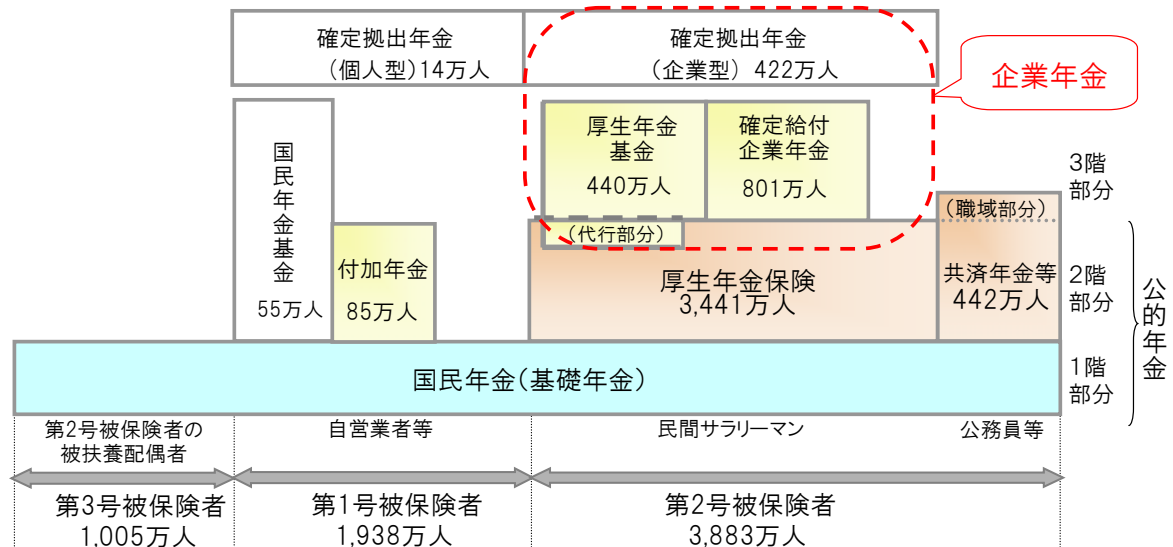 確定拠出年金
（個人型）14万人
確定拠出年金
（企業型） 422万人
企業年金
国民年金基金
55万人
付加年金
85万人
厚生年金
基金
440万人
確定給付
企業年金
801万人
（代行部分）
厚生年金保険
3,441万人
（職域部分）
共済年金等
442万人
3階
部分
2階
部分
1階
部分
公的年金
国民年金（基礎年金）
第2号被保険者の
被扶養配偶者
自営業者等
民間サラリーマン
公務員等
第3号被保険者
1,005万人
第1号被保険者
1,938万人
第2号被保険者
3,883万人